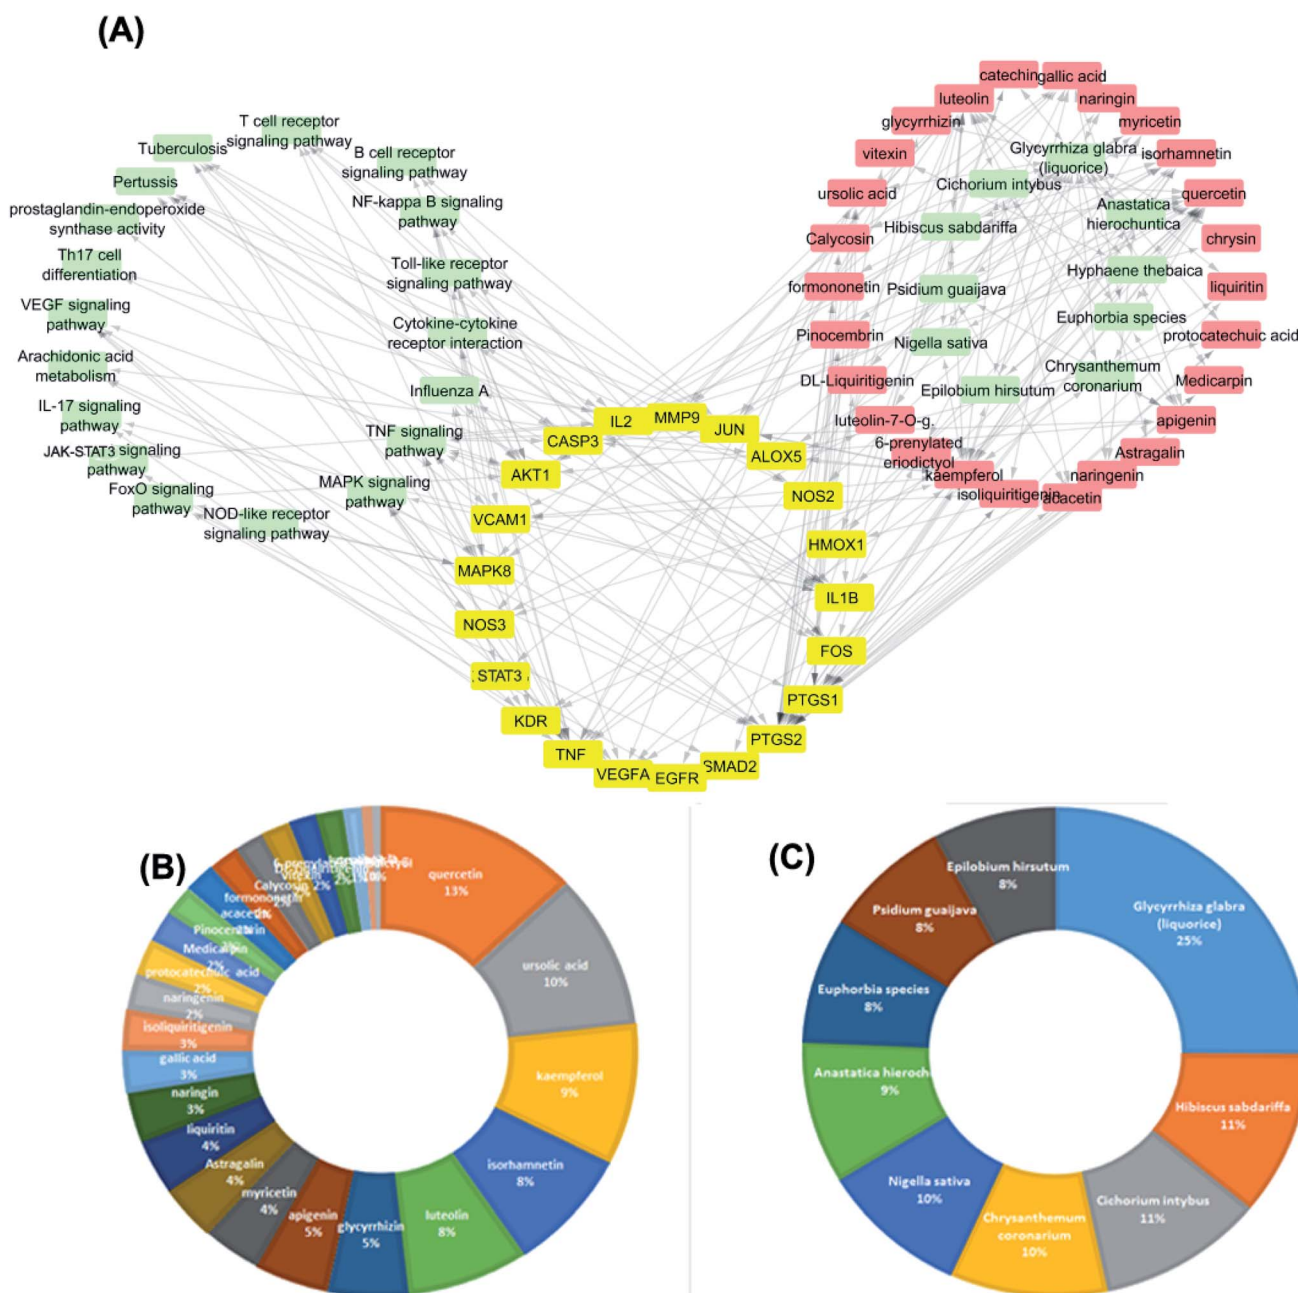 (A)
T cell receptor
signaling pathway
Tuberculosis
Pertussis
prostaglandin-endoperoxide
synthase activity
Th17 cell
differentiation
VEGF signaling
pathway
Arachidonic acid
metabolism
IL-17 signaling
pathway
JAK-STAT3 signaling
pathway
FoxO signaling
pathway
NOD-like receptor
signaling pathway
B cell receptor
signaling pathway
NF-kappa B signaling
pathway
Toll-like receptor
signaling pathway
Cytokine-cytokine
receptor interaction
Influenza A
TNF signaling
pathway
MAPK signaling
pathway
IL2
MMP9
JUN
CASP3
ALOX5
AKT1
NOS2
VCAM1
HMOX1
MAPK8
IL1B
NOS3
FOS
STAT3
PTGS1
KDR
PTGS2
TNF
SMAD2
VEGFA
EGFR
catechin
gallic acid
luteolin
naringin
glycyrrhizin
myricetin
vitexin
isorhamnetin
ursolic acid
quercetin
Calycosin
chrysin
formononetin
liquiritin
Pinocembrin
protocatechuic acid
DL-Liquiritigenin
Medicarpin
luteolin-7-O-g.
apigenin
6-prenylated
eriodictyol
Astragalin
kaempferol
naringenin
isoliquiritigenin
acacetin
Glycyrrhiza glabra
(liquorice)
Cichorium intybus
Anastatica
hierochuntica
Hibiscus sabdariffa
Hyphaene thebaica
Psidium guaijava
Euphorbia species
Nigella sativa
Chrysanthemum
coronarium
Epilobium hirsutum
(B)
quercetin
13%
ursolic acid
10%
kaempferol
9%
isorhamnetin
8%
luteolin
8%
glycyrrhizin
5%
apigenin
5%
myricetin
4%
Astragalin
4%
liquiritin
4%
naringin
3%
gallic acid
3%
isoliquiritigenin
3%
naringenin
2%
protocatechuic acid
2%
Medicarpin
2%
Pinocembrin
acacetin
formononetin
2%
Calycosin
vitexin
2%
2%
(C)
Glycyrrhiza glabra
(liquorice)
25%
Hibiscus sabdariffa
11%
Cichorium intybus
11%
Chrysanthemum
coronarium
10%
Nigella sativa
10%
Anastatica hieroch
9%
Euphorbia species
8%
Psidium guaijava
8%
Epilobium hirsutum
8%